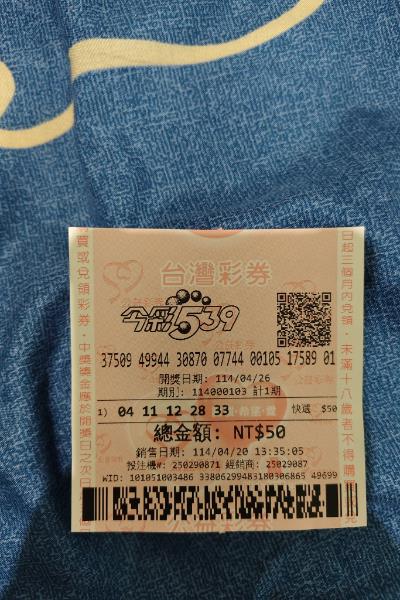 台灣彩券
今彩539
37509 49944 30870 07744 00105 17589 01
開獎日期: 114/04/26
期別: 114000103 計1期
1) 04 11 12 28 33 快選 $50
總金額: NT$50
銷售日期: 114/04/20 13:35:05
投注機#: 250290871 經銷商: 25029087
WID: 101051003486 33806299483180306865 49699
買或兌領彩券。中獎獎金應於開獎日之次日
日起三個月內兌領。未滿十八歲者不得購